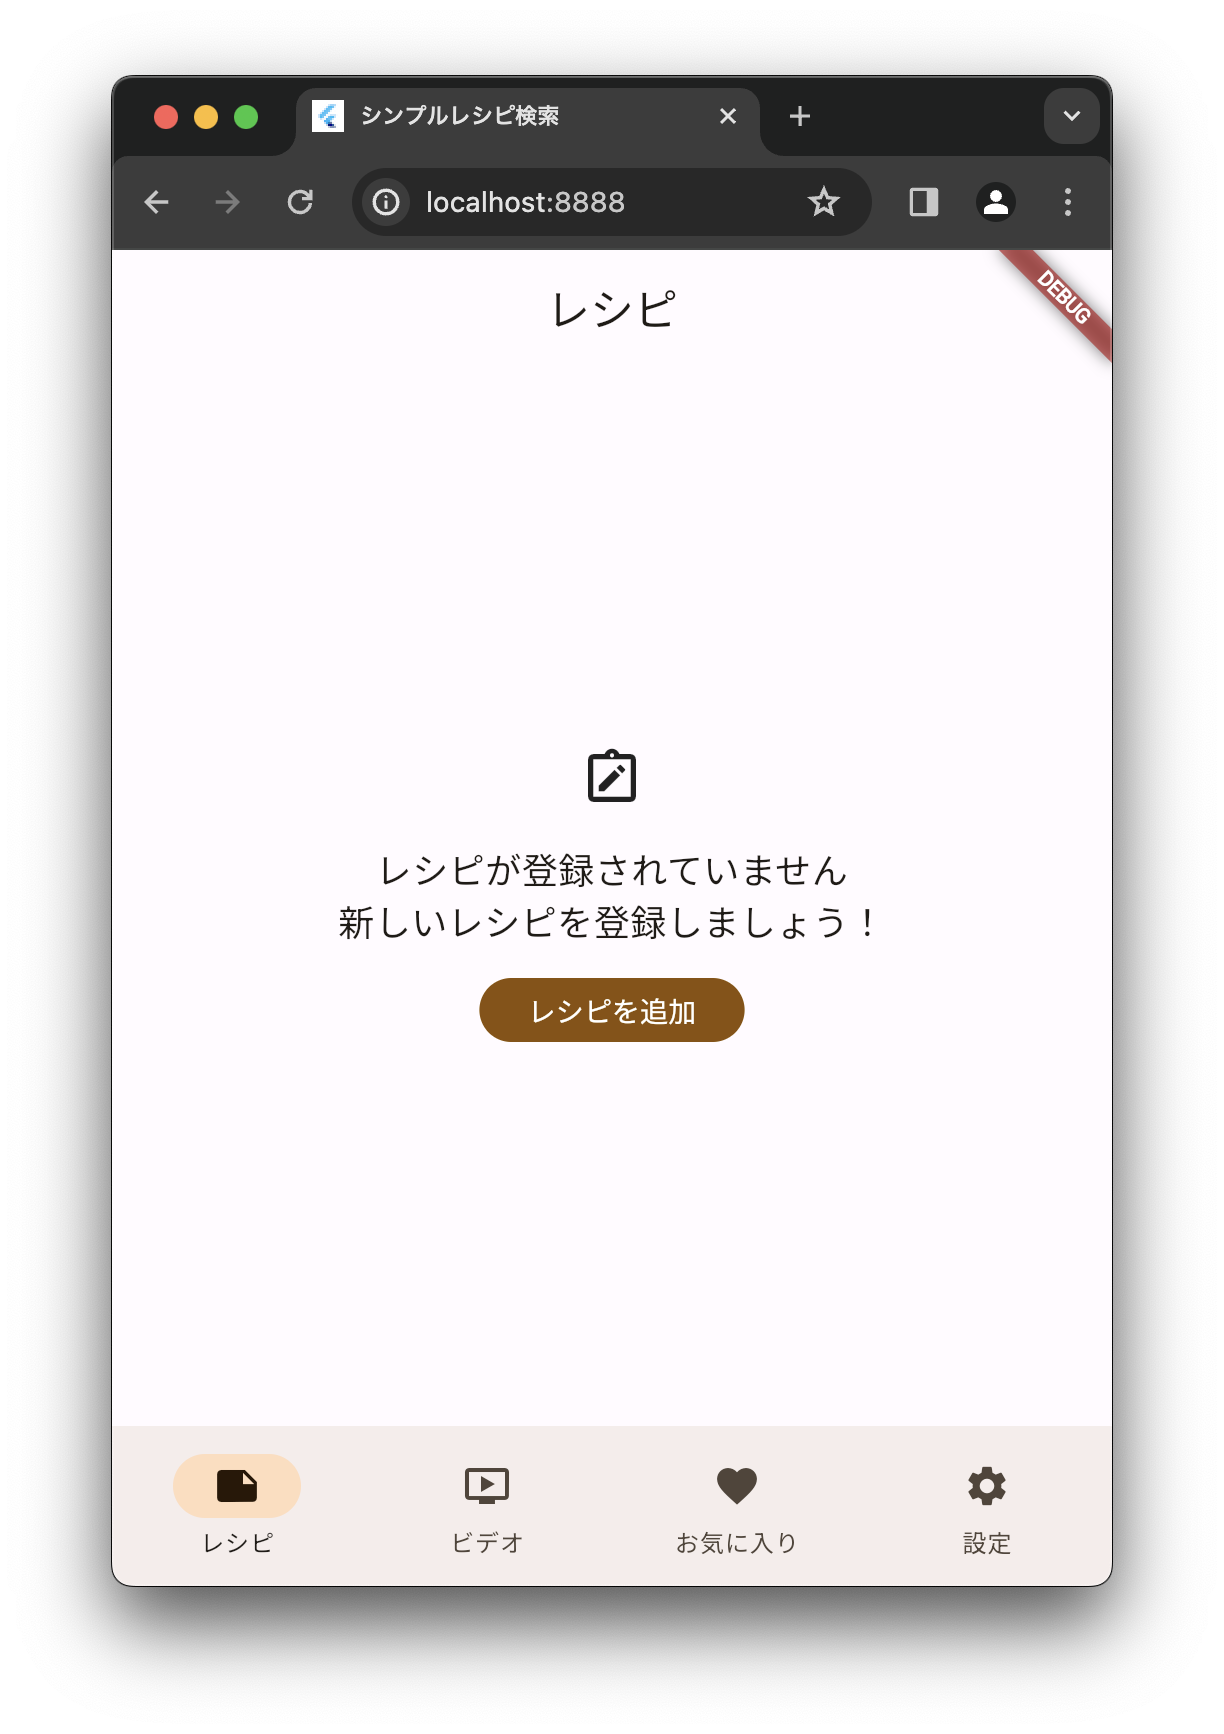 シンプルレシピ検索
localhost:8888
レシピ
DEBUG
レシピが登録されていません
新しいレシピを登録しましょう！
レシピを追加
レシピ
ビデオ
お気に入り
設定